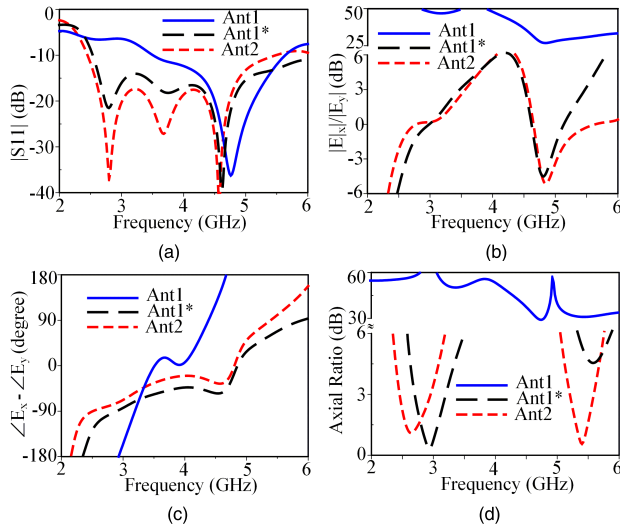 0
-10
-20
-30
-40
|S11| (dB)
Ant1
Ant1*
Ant2
2 3 4 5 6
Frequency (GHz)
(a)
50
25
6
3
0
-3
-6
|E|x|/|Ey| (dB)
Ant1
Ant1*
Ant2
2 3 4 5 6
Frequency (GHz)
(b)
180
90
0
-90
-180
∠Ex - ∠Ey (degree)
Ant1
Ant1*
Ant2
2 3 4 5 6
Frequency (GHz)
(c)
60
30
6
3
0
Axial Ratio (dB)
Ant1
Ant1*
Ant2
2 3 4 5 6
Frequency (GHz)
(d)